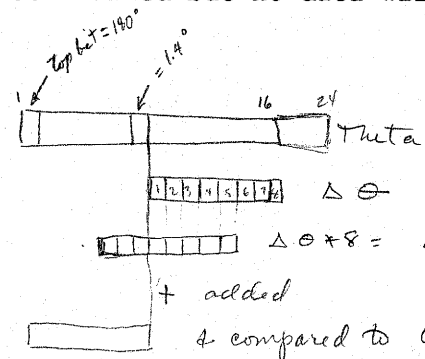 Top bit = 180°
= 1.4°
1 16 24
Theta
1 2 3 4 5 6 7 8 Δ Θ
Δ Θ * 8 =
+ added
& compared to